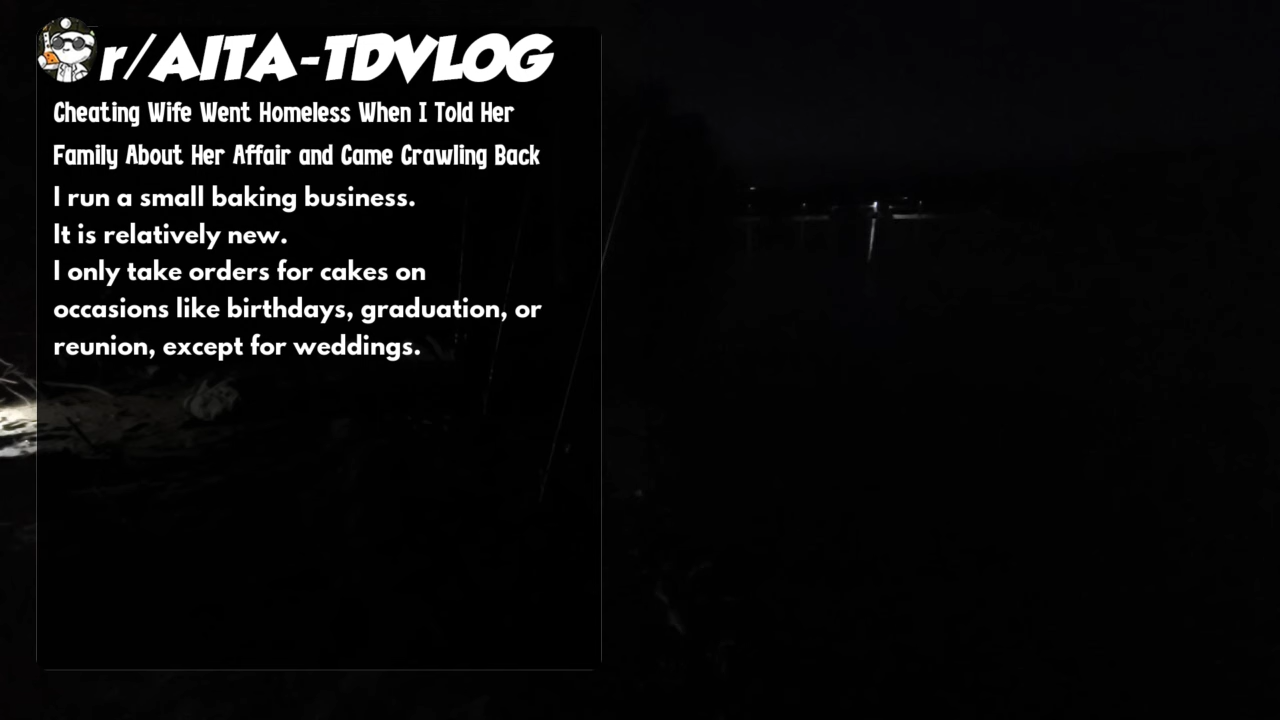 r/AITA-TDVLOG
Cheating Wife Went Homeless When I Told Her
Family About Her Affair and Came Crawling Back
I run a small baking business.
It is relatively new.
I only take orders for cakes on
occasions like birthdays, graduation, or
reunion, except for weddings.